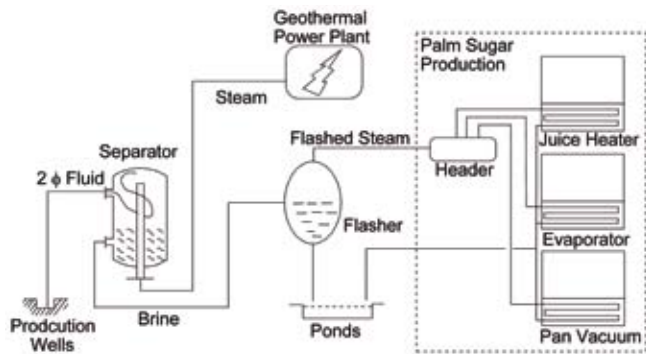 Geothermal
Power Plant
Palm Sugar
Production
Steam
Flashed Steam
Juice Heater
Separator
Header
2 ϕ Fluid
Flasher
Evaporator
Prodcution
Wells
Brine
Ponds
Pan Vacuum